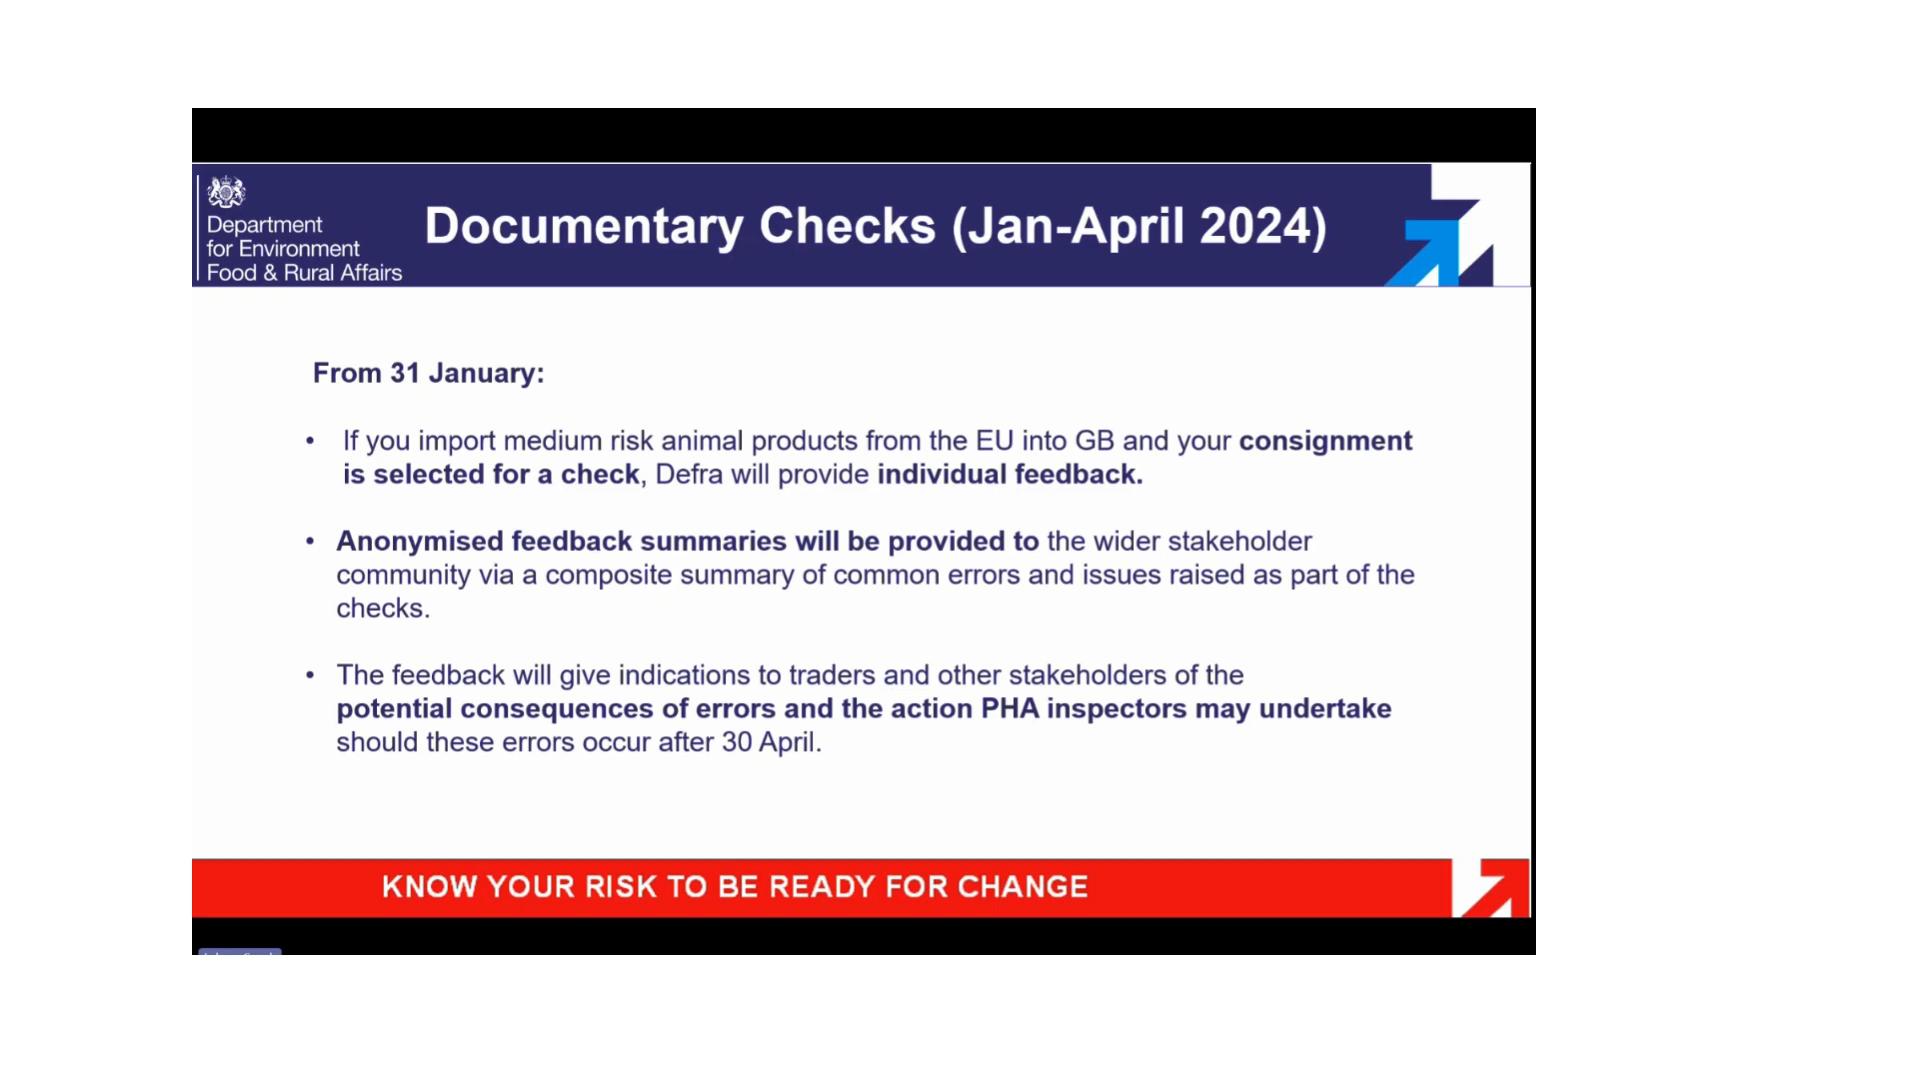 Department
for Environment
Food & Rural Affairs
Documentary Checks (Jan-April 2024)
From 31 January:
• If you import medium risk animal products from the EU into GB and your consignment
is selected for a check, Defra will provide individual feedback.
• Anonymised feedback summaries will be provided to the wider stakeholder
community via a composite summary of common errors and issues raised as part of the
checks.
• The feedback will give indications to traders and other stakeholders of the
potential consequences of errors and the action PHA inspectors may undertake
should these errors occur after 30 April.
KNOW YOUR RISK TO BE READY FOR CHANGE